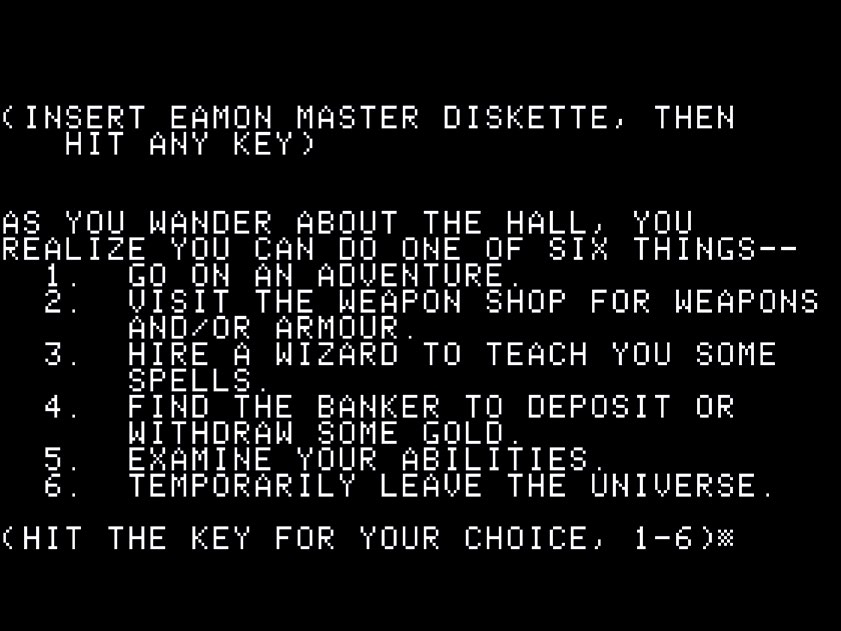 (INSERT EAMON MASTER DISKETTE, THEN
HIT ANY KEY)
AS YOU WANDER ABOUT THE HALL, YOU
REALIZE YOU CAN DO ONE OF SIX THINGS--
1. GO ON AN ADVENTURE.
2. VISIT THE WEAPON SHOP FOR WEAPONS
AND/OR ARMOUR.
3. HIRE A WIZARD TO TEACH YOU SOME
SPELLS.
4. FIND THE BANKER TO DEPOSIT OR
WITHDRAW SOME GOLD.
5. EXAMINE YOUR ABILITIES.
6. TEMPORARILY LEAVE THE UNIVERSE.
(HIT THE KEY FOR YOUR CHOICE, 1-6)